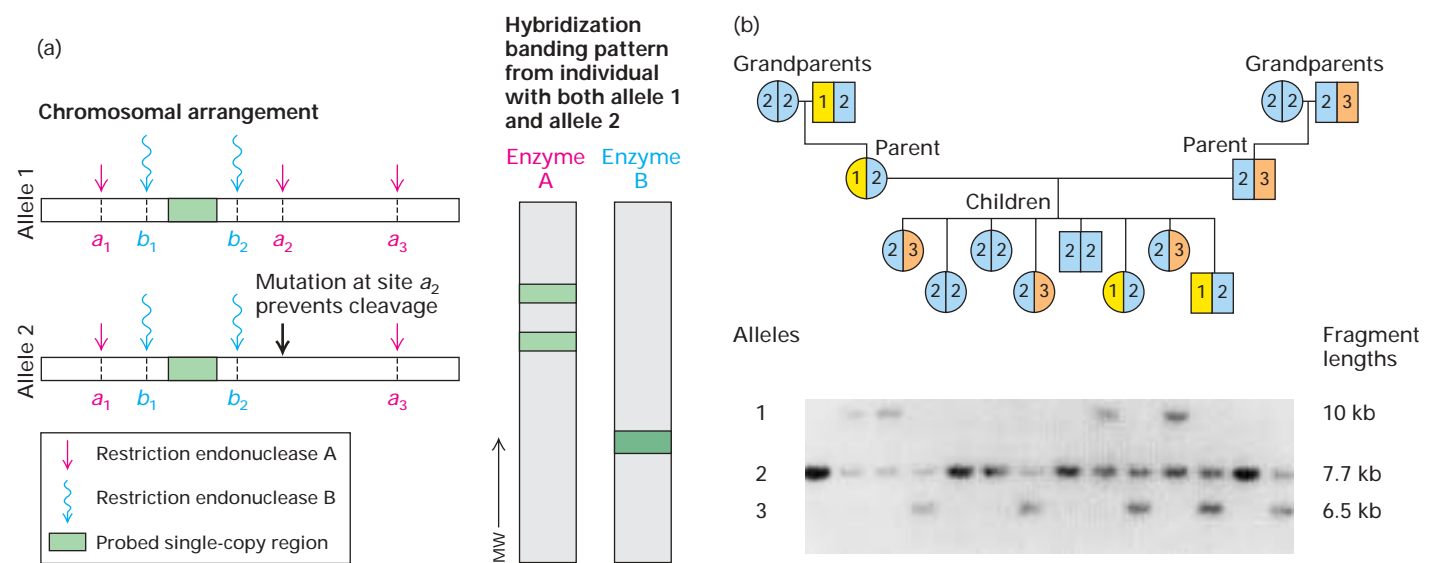 (a)
Chromosomal arrangement
Allele 1
a1 b1 b2 a2 a3
Mutation at site a2
prevents cleavage
Allele 2
a1 b1 b2 a3
Restriction endonuclease A
Restriction endonuclease B
Probed single-copy region
Hybridization
banding pattern
from individual
with both allele 1
and allele 2
Enzyme Enzyme
A B
MW
(b)
Grandparents Grandparents
2 2 1 2 2 2 2 3
Parent Parent
1 2 2 3
Children
2 3 2 2 2 2 2 3
2 2 2 3 1 2 1 2
Alleles Fragment
lengths
1 10 kb
2 7.7 kb
3 6.5 kb